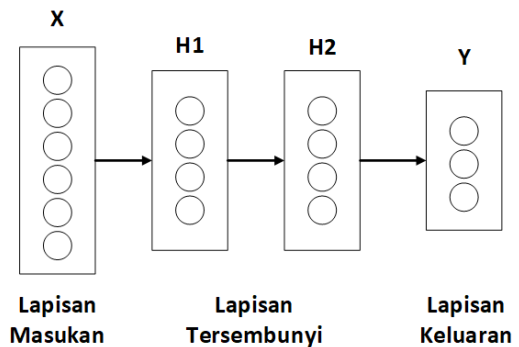 X
H1
H2
Y
Lapisan
Masukan
Lapisan
Tersembunyi
Lapisan
Keluaran